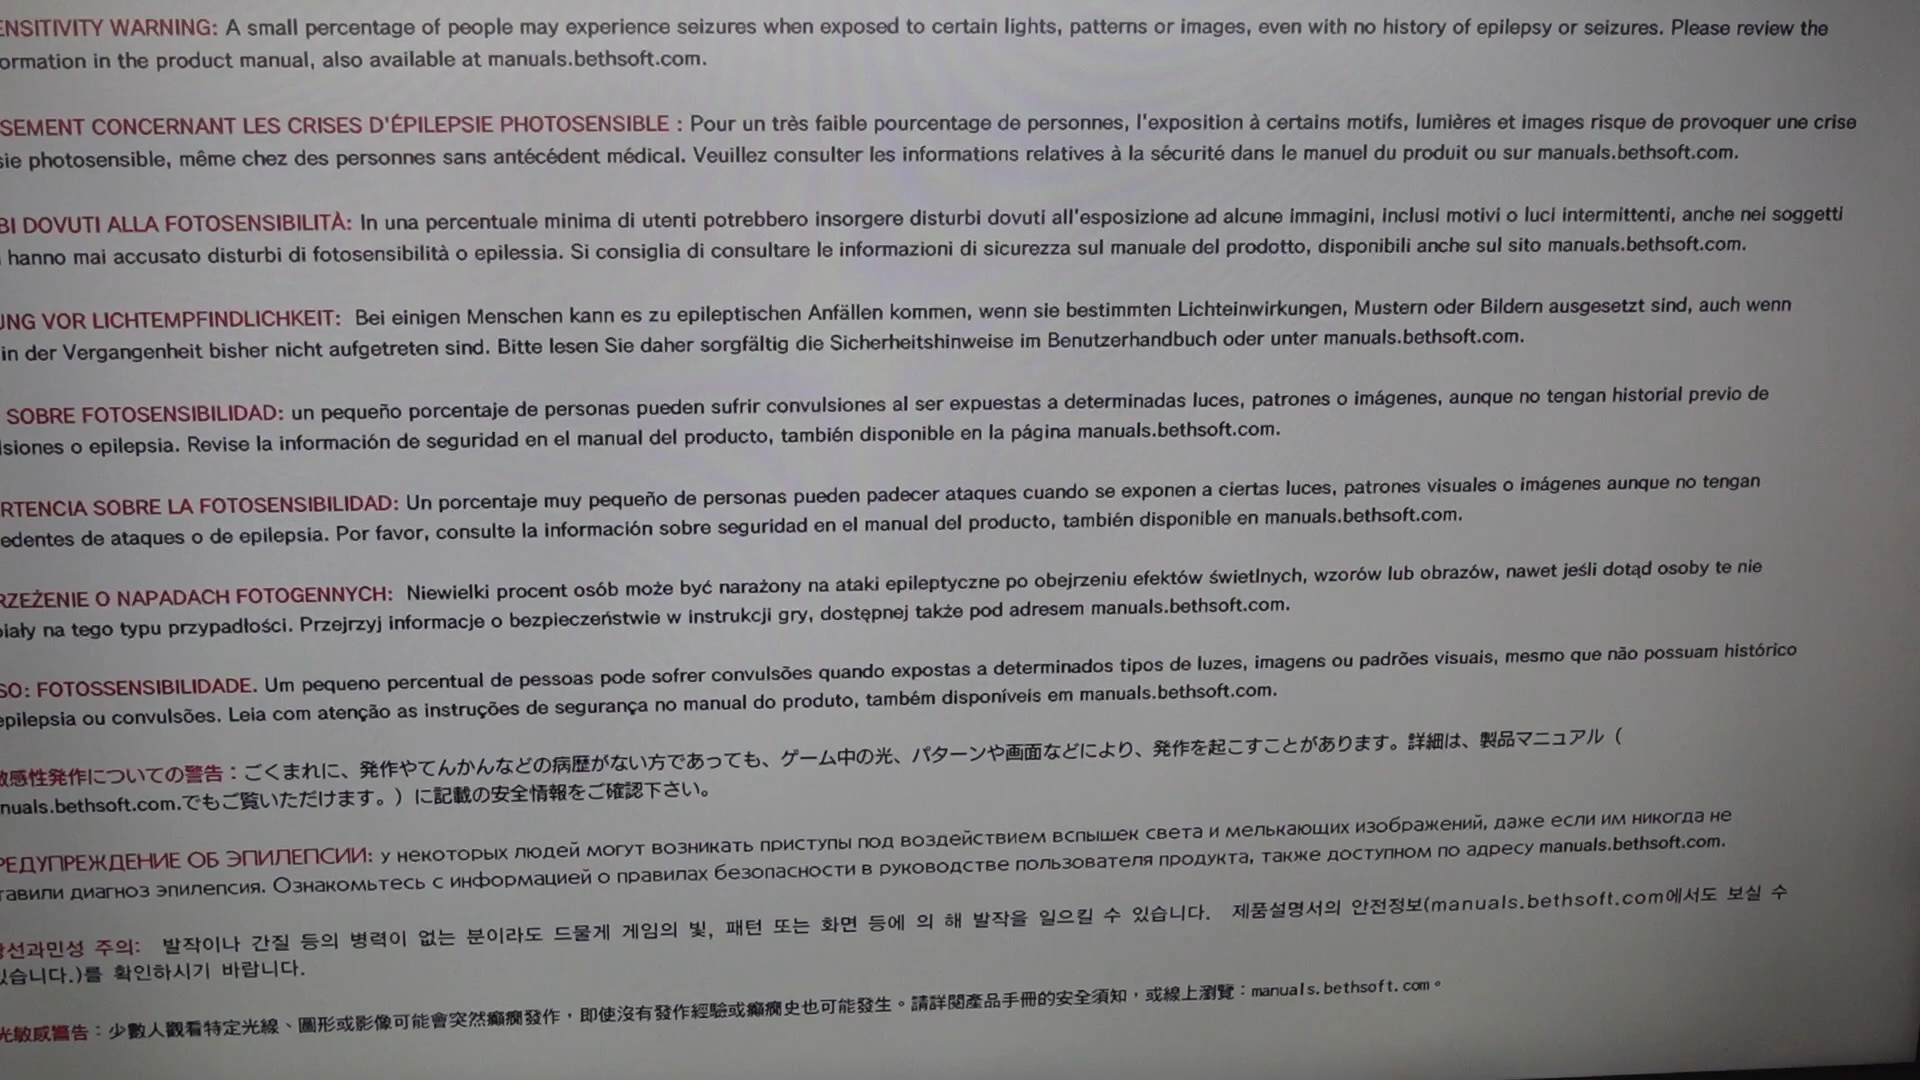 ENSITIVITY WARNING: A small percentage of people may experience seizures when exposed to certain lights, patterns or images, even with no history of epilepsy or seizures. Please review the
ormation in the product manual, also available at manuals.bethsoft.com.
SEMENT CONCERNANT LES CRISES D'ÉPILEPSIE PHOTOSENSIBLE : Pour un très faible pourcentage de personnes, l'exposition à certains motifs, lumières et images risque de provoquer une crise
sie photosensible, même chez des personnes sans antécédent médical. Veuillez consulter les informations relatives à la sécurité dans le manuel du produit ou sur manuals.bethsoft.com.
BI DOVUTI ALLA FOTOSENSIBILITÀ: In una percentuale minima di utenti potrebbero insorgere disturbi dovuti all'esposizione ad alcune immagini, inclusi motivi o luci intermittenti, anche nei soggetti
hanno mai accusato disturbi di fotosensibilità o epilessia. Si consiglia di consultare le informazioni di sicurezza sul manuale del prodotto, disponibili anche sul sito manuals.bethsoft.com.
UNG VOR LICHTEMPFINDLICHKEIT: Bei einigen Menschen kann es zu epileptischen Anfällen kommen, wenn sie bestimmten Lichteinwirkungen, Mustern oder Bildern ausgesetzt sind, auch wenn
in der Vergangenheit bisher nicht aufgetreten sind. Bitte lesen Sie daher sorgfältig die Sicherheitshinweise im Benutzerhandbuch oder unter manuals.bethsoft.com.
SOBRE FOTOSENSIBILIDAD: un pequeño porcentaje de personas pueden sufrir convulsiones al ser expuestas a determinadas luces, patrones o imágenes, aunque no tengan historial previo de
lsiones o epilepsia. Revise la información de seguridad en el manual del producto, también disponible en la página manuals.bethsoft.com.
RTENCIA SOBRE LA FOTOSENSIBILIDAD: Un porcentaje muy pequeño de personas pueden padecer ataques cuando se exponen a ciertas luces, patrones visuales o imágenes aunque no tengan
edentes de ataques o de epilepsia. Por favor, consulte la información sobre seguridad en el manual del producto, también disponible en manuals.bethsoft.com.
RZEŻENIE O NAPADACH FOTOGENNYCH: Niewielki procent osób może być narażony na ataki epileptyczne po obejrzeniu efektów świetlnych, wzorów lub obrazów, nawet jeśli dotąd osoby te nie
piały na tego typu przypadłości. Przejrzyj informacje o bezpieczeństwie w instrukcji gry, dostępnej także pod adresem manuals.bethsoft.com.
SO: FOTOSSENSIBILIDADE. Um pequeno percentual de pessoas pode sofrer convulsões quando expostas a determinados tipos de luzes, imagens ou padrões visuais, mesmo que não possuam histórico
epilepsia ou convulsões. Leia com atenção as instruções de segurança no manual do produto, também disponíveis em manuals.bethsoft.com.
敏感性発作についての警告：ごくまれに、発作やてんかんなどの病歴がない方であっても、ゲーム中の光、パターンや画面などにより、発作を起こすことがあります。詳細は、製品マニュアル（
nuals.bethsoft.com.でもご覧いただけます。）に記載の安全情報をご確認下さい。
РЕДУПРЕЖДЕНИЕ ОБ ЭПИЛЕПСИИ: у некоторых людей могут возникать приступы под воздействием вспышек света и мелькающих изображений, даже если им никогда не
тавили диагноз эпилепсия. Ознакомьтесь с информацией о правилах безопасности в руководстве пользователя продукта, также доступном по адресу manuals.bethsoft.com.
광선과민성 주의: 발작이나 간질 등의 병력이 없는 분이라도 드물게 게임의 빛, 패턴 또는 화면 등에 의 해 발작을 일으킬 수 있습니다. 제품설명서의 안전정보(manuals.bethsoft.com에서도 보실 수
있습니다.)를 확인하시기 바랍니다.
光敏感警告：少數人觀看特定光線、圖形或影像可能會突然癲癇發作，即使沒有發作經驗或癲癇史也可能發生。請詳閱產品手冊的安全須知，或線上瀏覽：manuals.bethsoft.com。